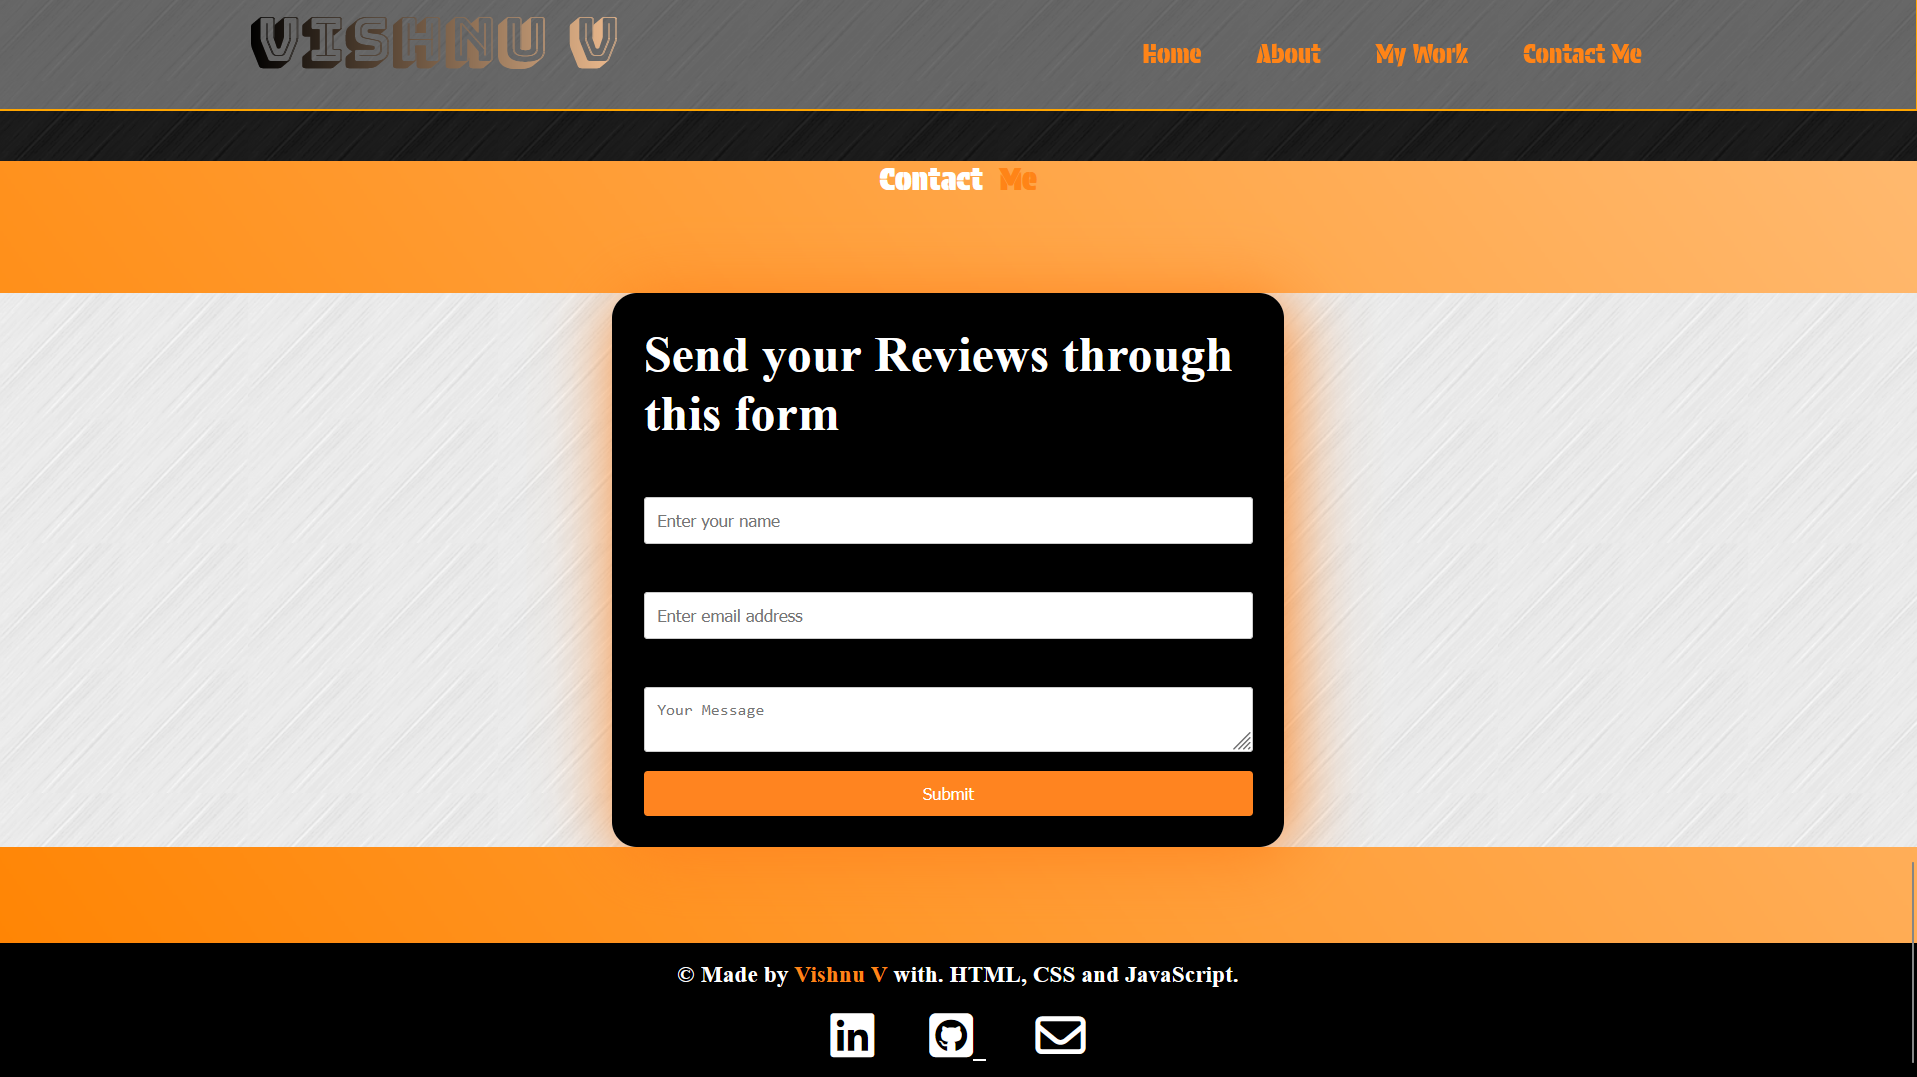 VISHNU V
Home About My Work Contact Me
Contact Me
Send your Reviews through
this form
Enter your name
Enter email address
Your Message
Submit
© Made by Vishnu V with. HTML, CSS and JavaScript.
in